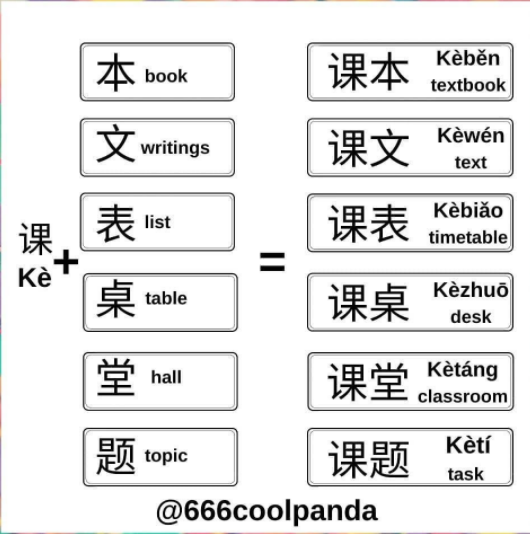 课
Kè
+
本 book
文 writings
表 list
桌 table
堂 hall
题 topic
=
课本 Kèběn
textbook
课文 Kèwén
text
课表 Kèbiǎo
timetable
课桌 Kèzhuō
desk
课堂 Kètáng
classroom
课题 Kètí
task
@666coolpanda